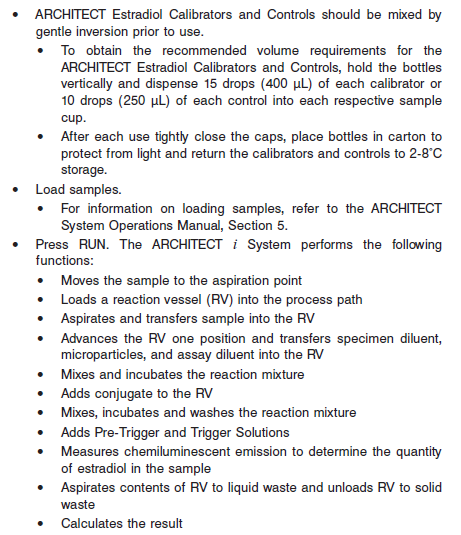 • ARCHITECT Estradiol Calibrators and Controls should be mixed by
gentle inversion prior to use.
• To obtain the recommended volume requirements for the
ARCHITECT Estradiol Calibrators and Controls, hold the bottles
vertically and dispense 15 drops (400 µL) of each calibrator or
10 drops (250 µL) of each control into each respective sample
cup.
• After each use tightly close the caps, place bottles in carton to
protect from light and return the calibrators and controls to 2-8˚C
storage.
• Load samples.
• For information on loading samples, refer to the ARCHITECT
System Operations Manual, Section 5.
• Press RUN. The ARCHITECT i System performs the following
functions:
• Moves the sample to the aspiration point
• Loads a reaction vessel (RV) into the process path
• Aspirates and transfers sample into the RV
• Advances the RV one position and transfers specimen diluent,
microparticles, and assay diluent into the RV
• Mixes and incubates the reaction mixture
• Adds conjugate to the RV
• Mixes, incubates and washes the reaction mixture
• Adds Pre-Trigger and Trigger Solutions
• Measures chemiluminescent emission to determine the quantity
of estradiol in the sample
• Aspirates contents of RV to liquid waste and unloads RV to solid
waste
• Calculates the result